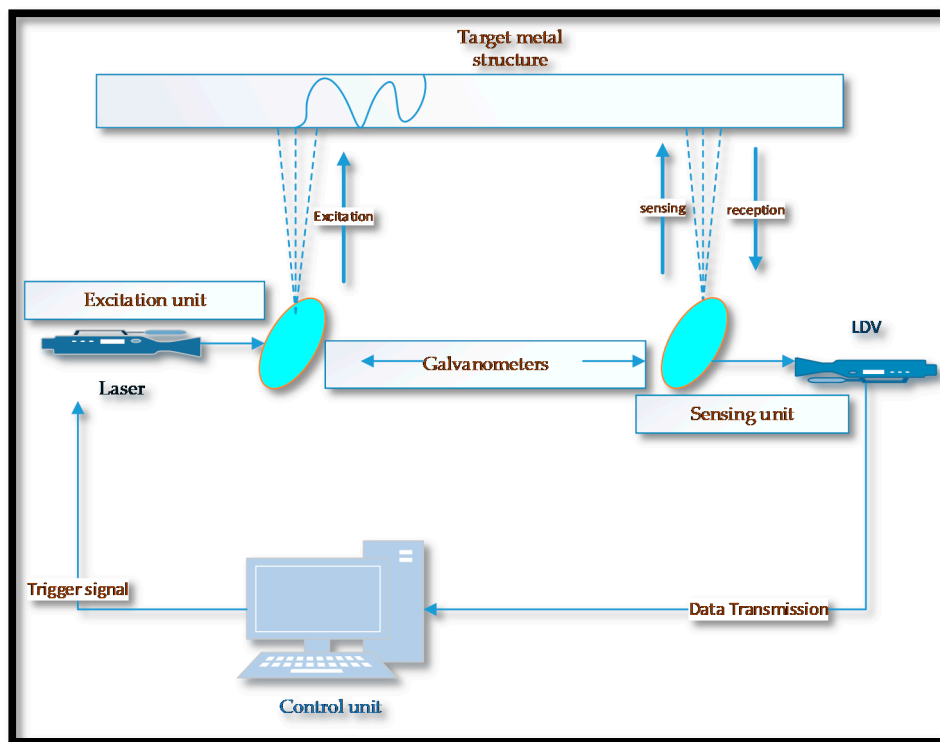 Target metal
structure
Excitation
sensing
reception
Excitation unit
LDV
Galvanometers
Laser
Sensing unit
Trigger signal
Data Transmission
Control unit